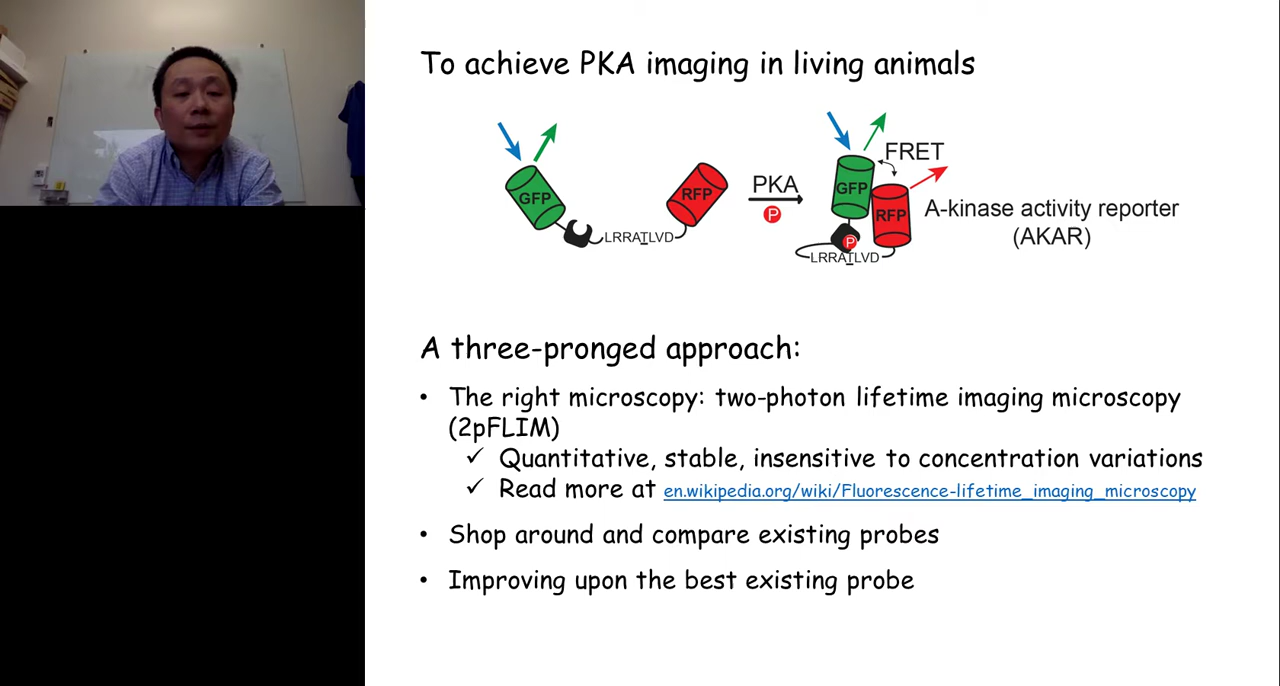 To achieve PKA imaging in living animals
GFP
LRRATLVD
RFP
PKA
P
GFP
FRET
RFP
P
LRRATLVD
A-kinase activity reporter
(AKAR)
A three-pronged approach:
• The right microscopy: two-photon lifetime imaging microscopy
(2pFLIM)
✓ Quantitative, stable, insensitive to concentration variations
✓ Read more at en.wikipedia.org/wiki/Fluorescence-lifetime_imaging_microscopy
• Shop around and compare existing probes
• Improving upon the best existing probe